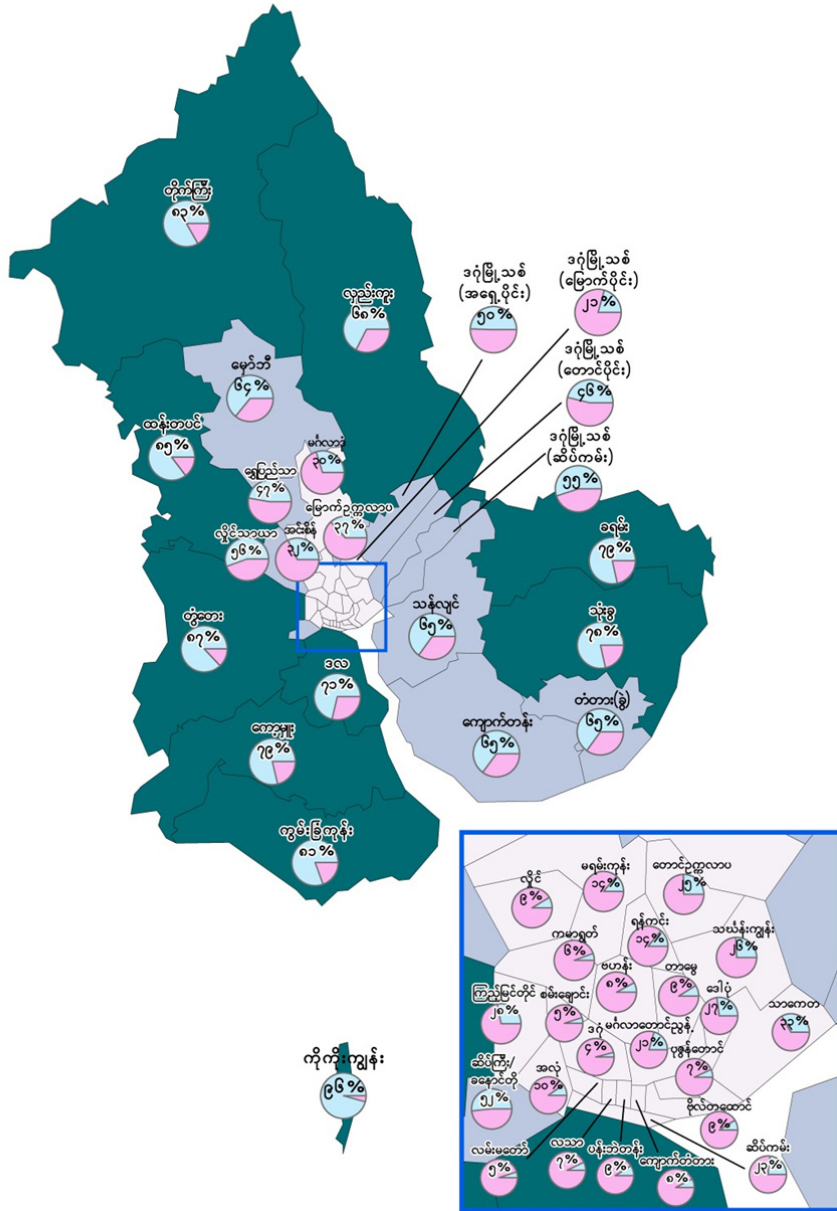 တိုက်ကြီး
၈၃%
လှည်းကူး
၆၈%
ဒဂုံမြို့သစ်
(အရှေ့ပိုင်း)
၅၀%
ဒဂုံမြို့သစ်
(မြောက်ပိုင်း)
၂၁%
ဒဂုံမြို့သစ်
(တောင်ပိုင်း)
၄၆%
ဒဂုံမြို့သစ်
(ဆိပ်ကမ်း)
၅၅%
မှော်ဘီ
၆၄%
ထန်းတပင်
၈၅%
မင်္ဂလာဒုံ
၃၀%
ရွှေပြည်သာ
၄၇%
မြောက်ဥက္ကလာပ
၃၇%
လှိုင်သာယာ
၅၆%
အင်းစိန်
၃၂%
ခရမ်း
၇၉%
တွံတေး
၈၇%
သန်လျင်
၆၅%
သုံးခွ
၇၈%
ဒလ
၇၁%
ကော့မှူး
၇၉%
ကျောက်တန်း
၆၅%
တံတား(ခွဲ)
၆၅%
ကွမ်းခြံကုန်း
၈၁%
ကိုကိုးကျွန်း
၉၆%
လှိုင်
၉%
မရမ်းကုန်း
၁၄%
တောင်ဥက္ကလာပ
၂၅%
ကမာရွတ်
၆%
ရန်ကင်း
၁၄%
သင်္ဃန်းကျွန်း
၂၆%
ဗဟန်း
၈%
တာမွေ
၉%
ဒေါပုံ
၂၇%
သာကေတ
၃၃%
ကြည့်မြင်တိုင်
၂၈%
စမ်းချောင်း
၅%
ဒဂုံ
၄%
မင်္ဂလာတောင်ညွန့်
၂၁%
ပုဇွန်တောင်
၇%
ဆိပ်ကြီး/
ခနောင်တို
၅၂%
အလုံ
၁၀%
ဗိုလ်တထောင်
၉%
လမ်းမတော်
၅%
လသာ
၇%
ပန်းဘဲတန်း
၉%
ကျောက်တံတား
၈%
ဆိပ်ကမ်း
၂၃%